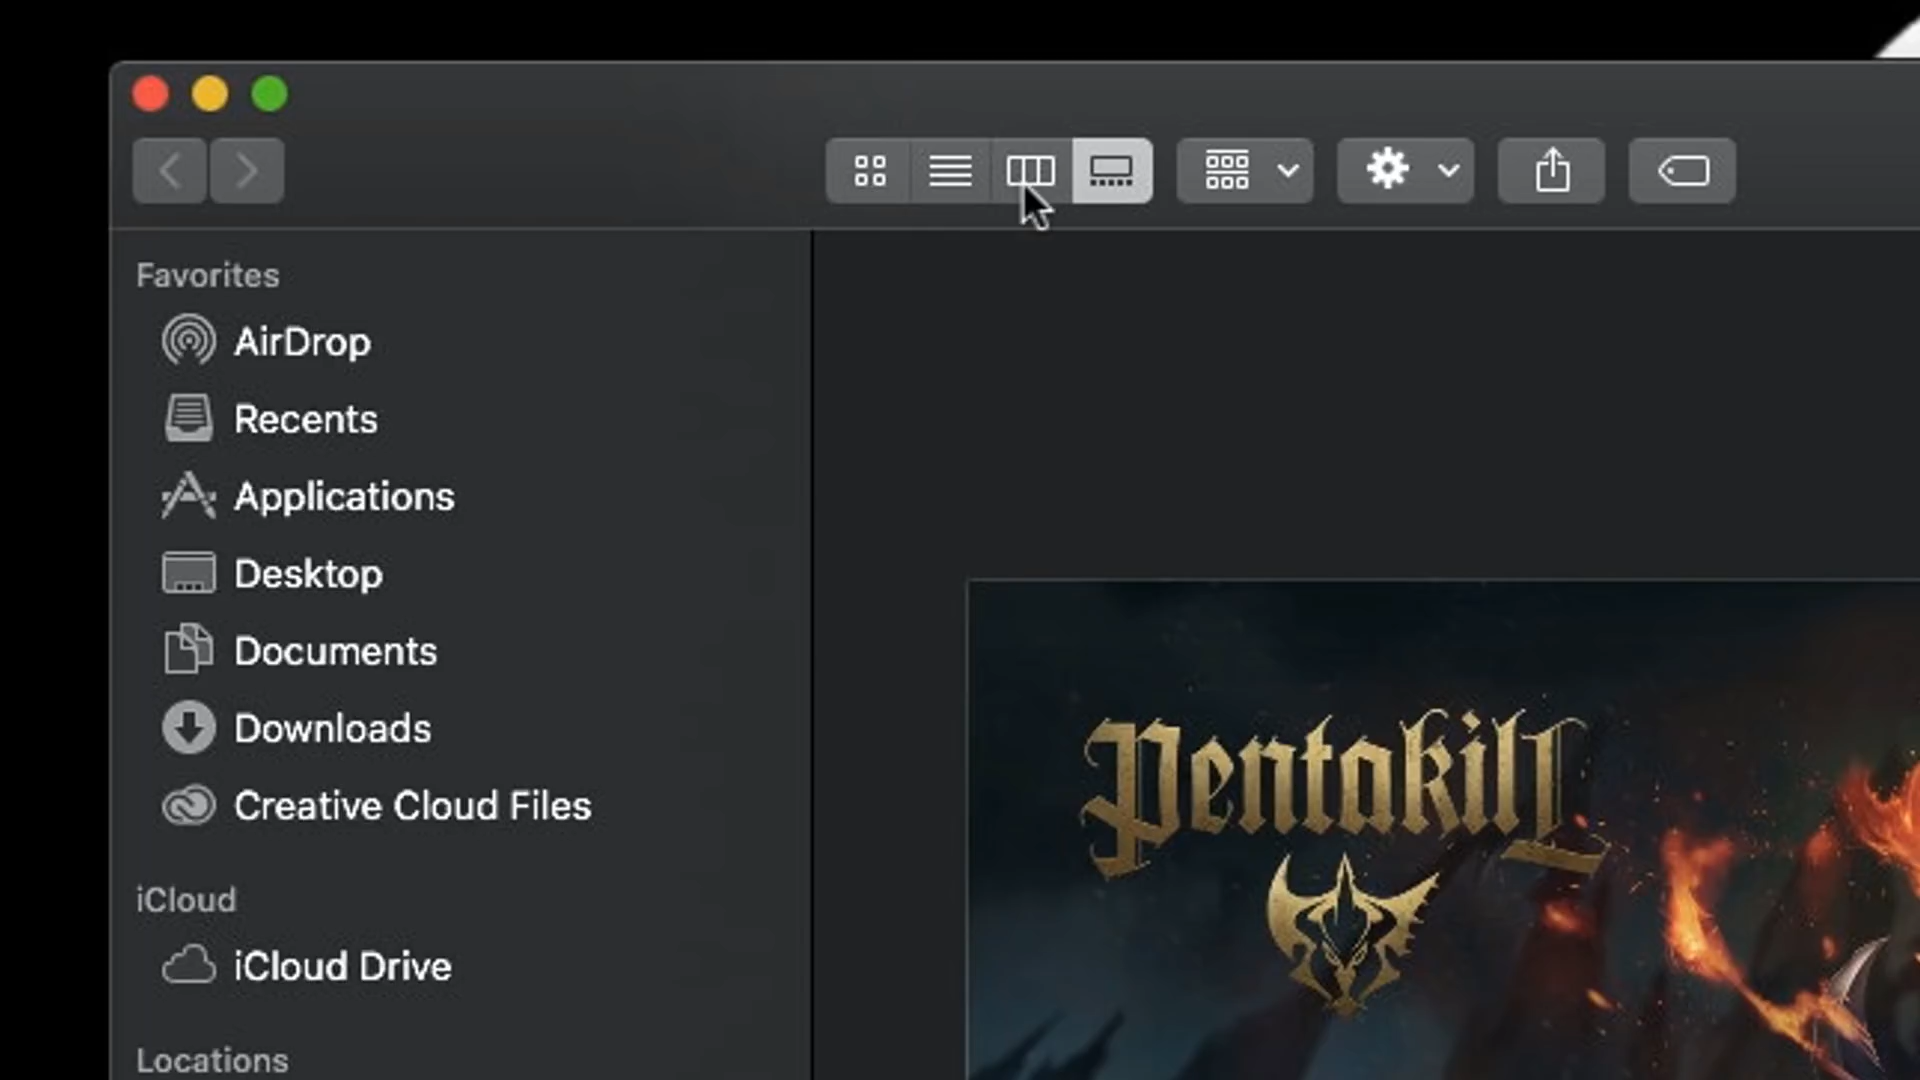 Favorites
AirDrop
Recents
Applications
Desktop
Documents
Downloads
Creative Cloud Files
iCloud
iCloud Drive
Locations
Pentakill